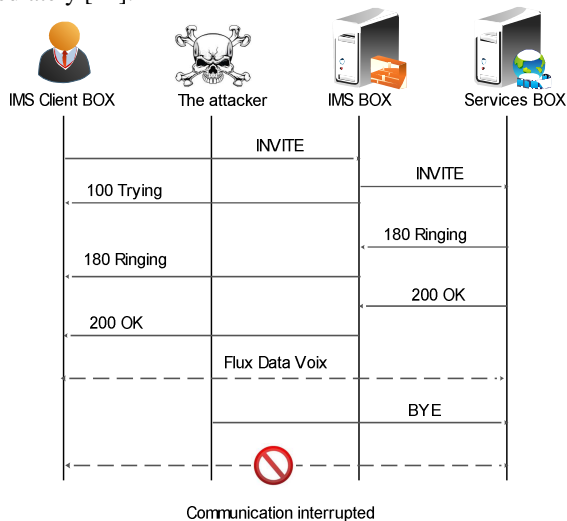 IMS Client BOX
The attacker
IMS BOX
Services BOX
INVITE
INVITE
100 Trying
180 Ringing
180 Ringing
200 OK
200 OK
Flux Data Voix
BYE
Communication interrupted